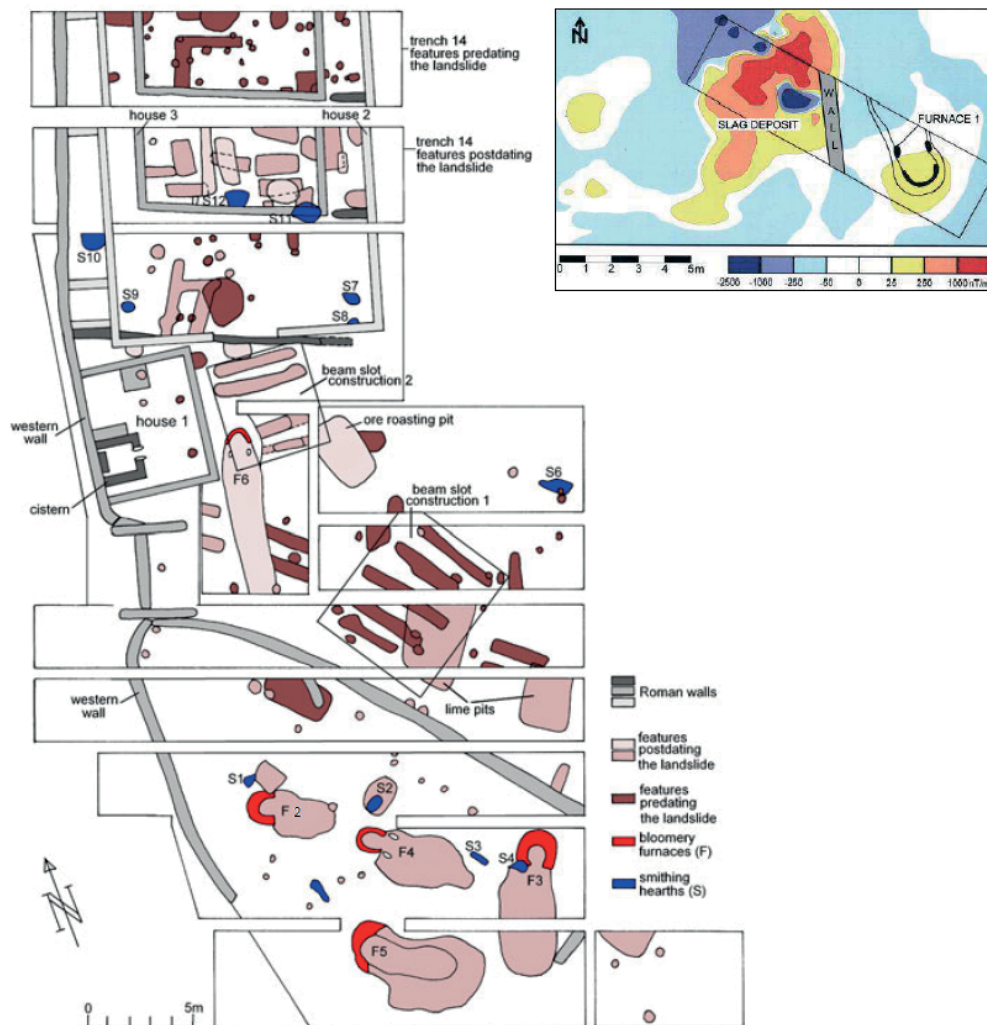 trench 14
features predating
the landslide
house 3
house 2
trench 14
features postdating
the landslide
S12
S11
S10
S9
S7
S8
beam slot
construction 2
western
wall
house 1
ore roasting pit
F6
S6
beam slot
construction 1
cistern
western
wall
lime pits
Roman walls
features
postdating
the landslide
features
predating
the landslide
bloomery
furnaces (F)
smithing
hearths (S)
S1
F 2
S2
F4
S3
S4
F3
F5
N
0 5m
N
WALL
FURNACE 1
SLAG DEPOSIT
0 1 2 3 4 5m
-2500 -1000 -50 0 25 250 1000nT/m